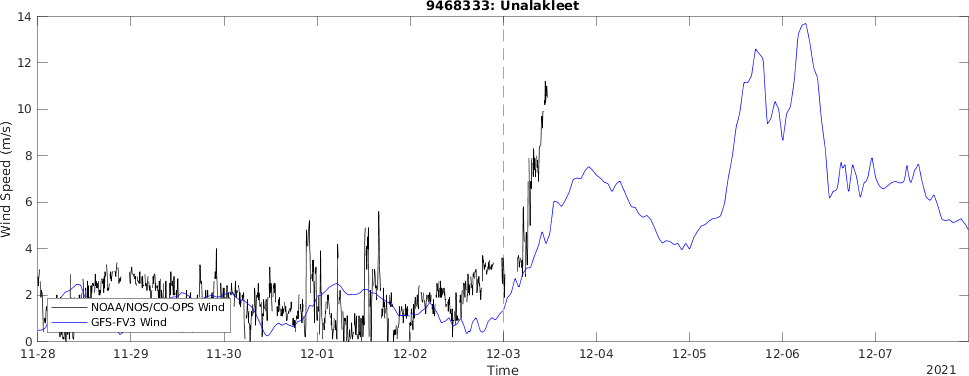 9468333: Unalakleet
14
12
10
8
6
4
2
0
Wind Speed (m/s)
NOAA/NOS/CO-OPS Wind
GFS-FV3 Wind
11-28 11-29 11-30 12-01 12-02 12-03 12-04 12-05 12-06 12-07
Time
2021